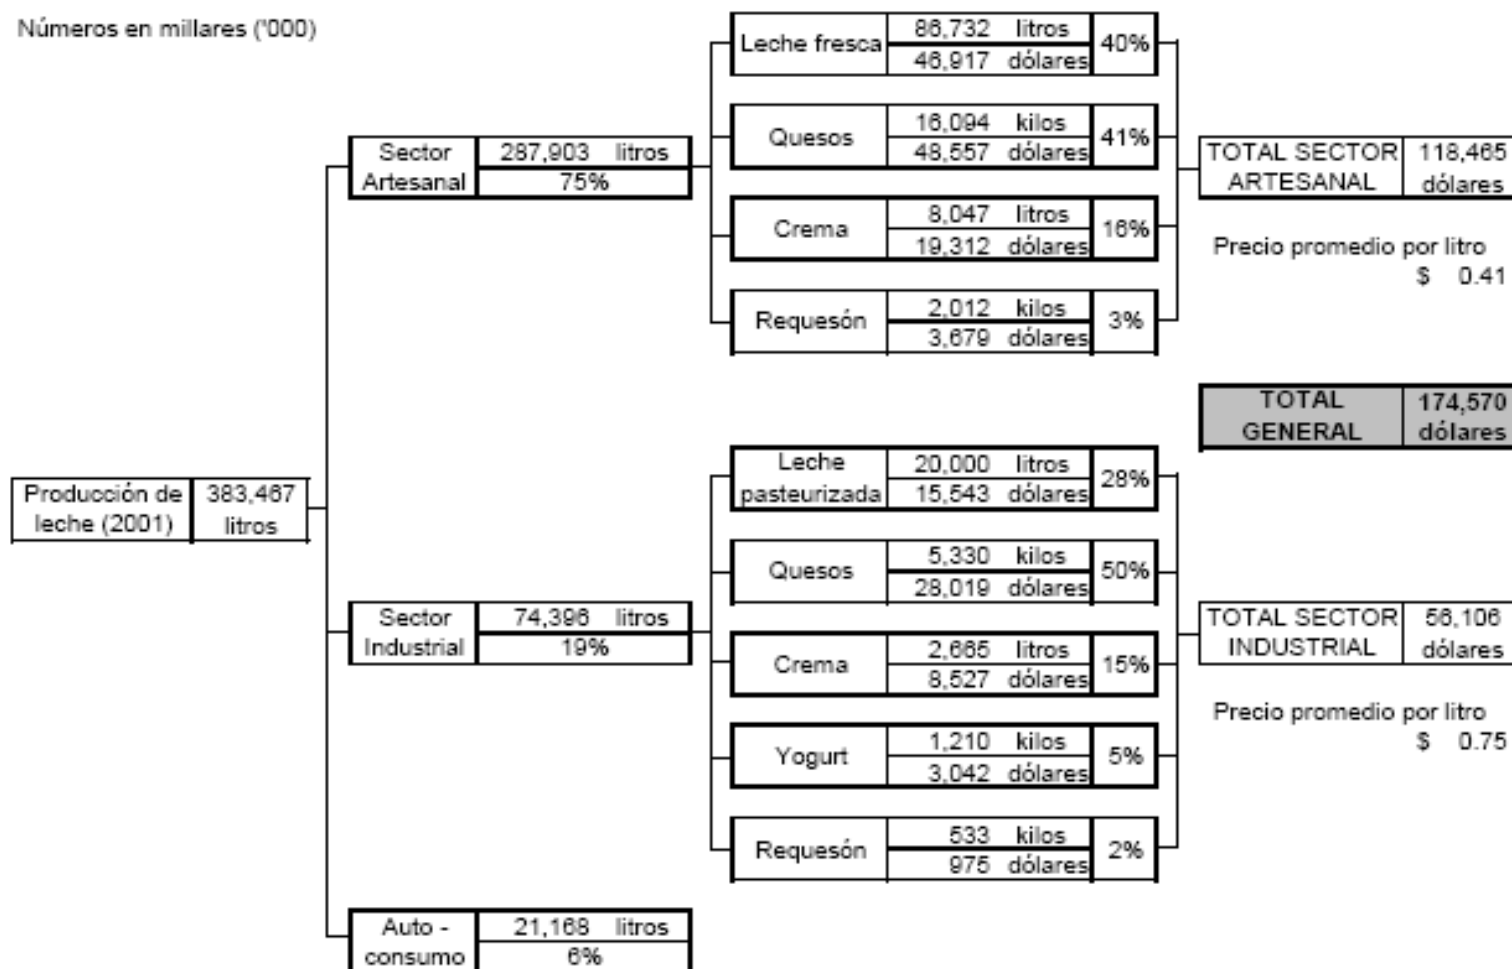 Números en millares ('000)
Leche fresca
86,732 litros
46,917 dólares
40%
Quesos
16,094 kilos
48,557 dólares
41%
Sector
Artesanal
287,903 litros
75%
TOTAL SECTOR
ARTESANAL
118,465
dólares
Crema
8,047 litros
19,312 dólares
16%
Precio promedio por litro
$ 0.41
Requesón
2,012 kilos
3,679 dólares
3%
TOTAL
GENERAL
174,570
dólares
Leche
pasteurizada
20,000 litros
15,543 dólares
28%
Producción de
leche (2001)
383,467
litros
Quesos
5,330 kilos
28,019 dólares
50%
Sector
Industrial
74,396 litros
19%
TOTAL SECTOR
INDUSTRIAL
56,106
dólares
Crema
2,665 litros
8,527 dólares
15%
Precio promedio por litro
$ 0.75
Yogurt
1,210 kilos
3,042 dólares
5%
Requesón
533 kilos
975 dólares
2%
Auto -
consumo
21,168 litros
6%